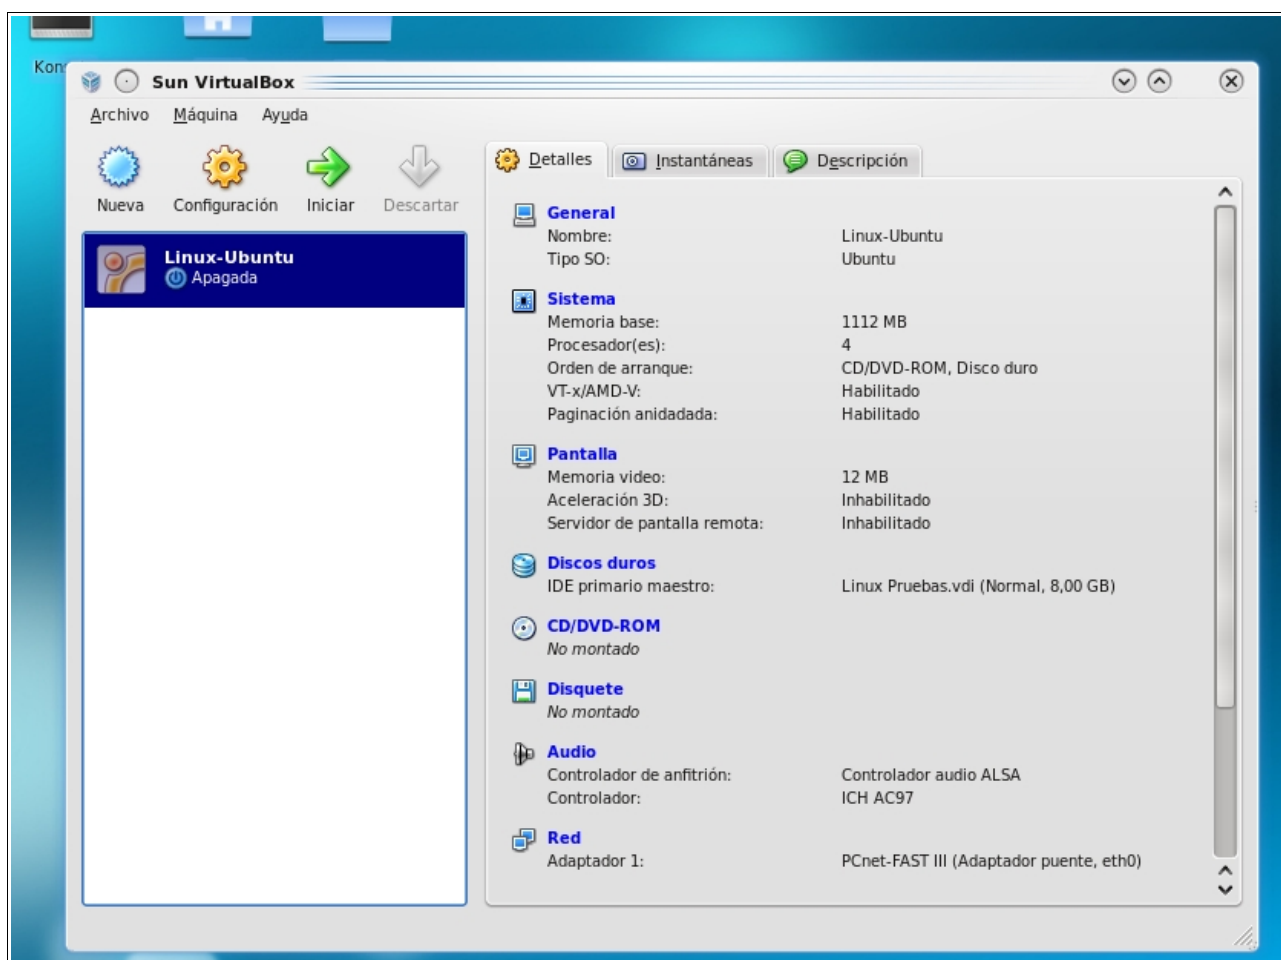 Kon
Sun VirtualBox
Archivo Máquina Ayuda
Nueva Configuración Iniciar Descartar
Linux-Ubuntu
Apagada
Detalles Instantáneas Descripción
General
Nombre: Linux-Ubuntu
Tipo SO: Ubuntu
Sistema
Memoria base: 1112 MB
Procesador(es): 4
Orden de arranque: CD/DVD-ROM, Disco duro
VT-x/AMD-V: Habilitado
Paginación anidadada: Habilitado
Pantalla
Memoria video: 12 MB
Aceleración 3D: Inhabilitado
Servidor de pantalla remota: Inhabilitado
Discos duros
IDE primario maestro: Linux Pruebas.vdi (Normal, 8,00 GB)
CD/DVD-ROM
No montado
Disquete
No montado
Audio
Controlador de anfitrión: Controlador audio ALSA
Controlador: ICH AC97
Red
Adaptador 1: PCnet-FAST III (Adaptador puente, eth0)